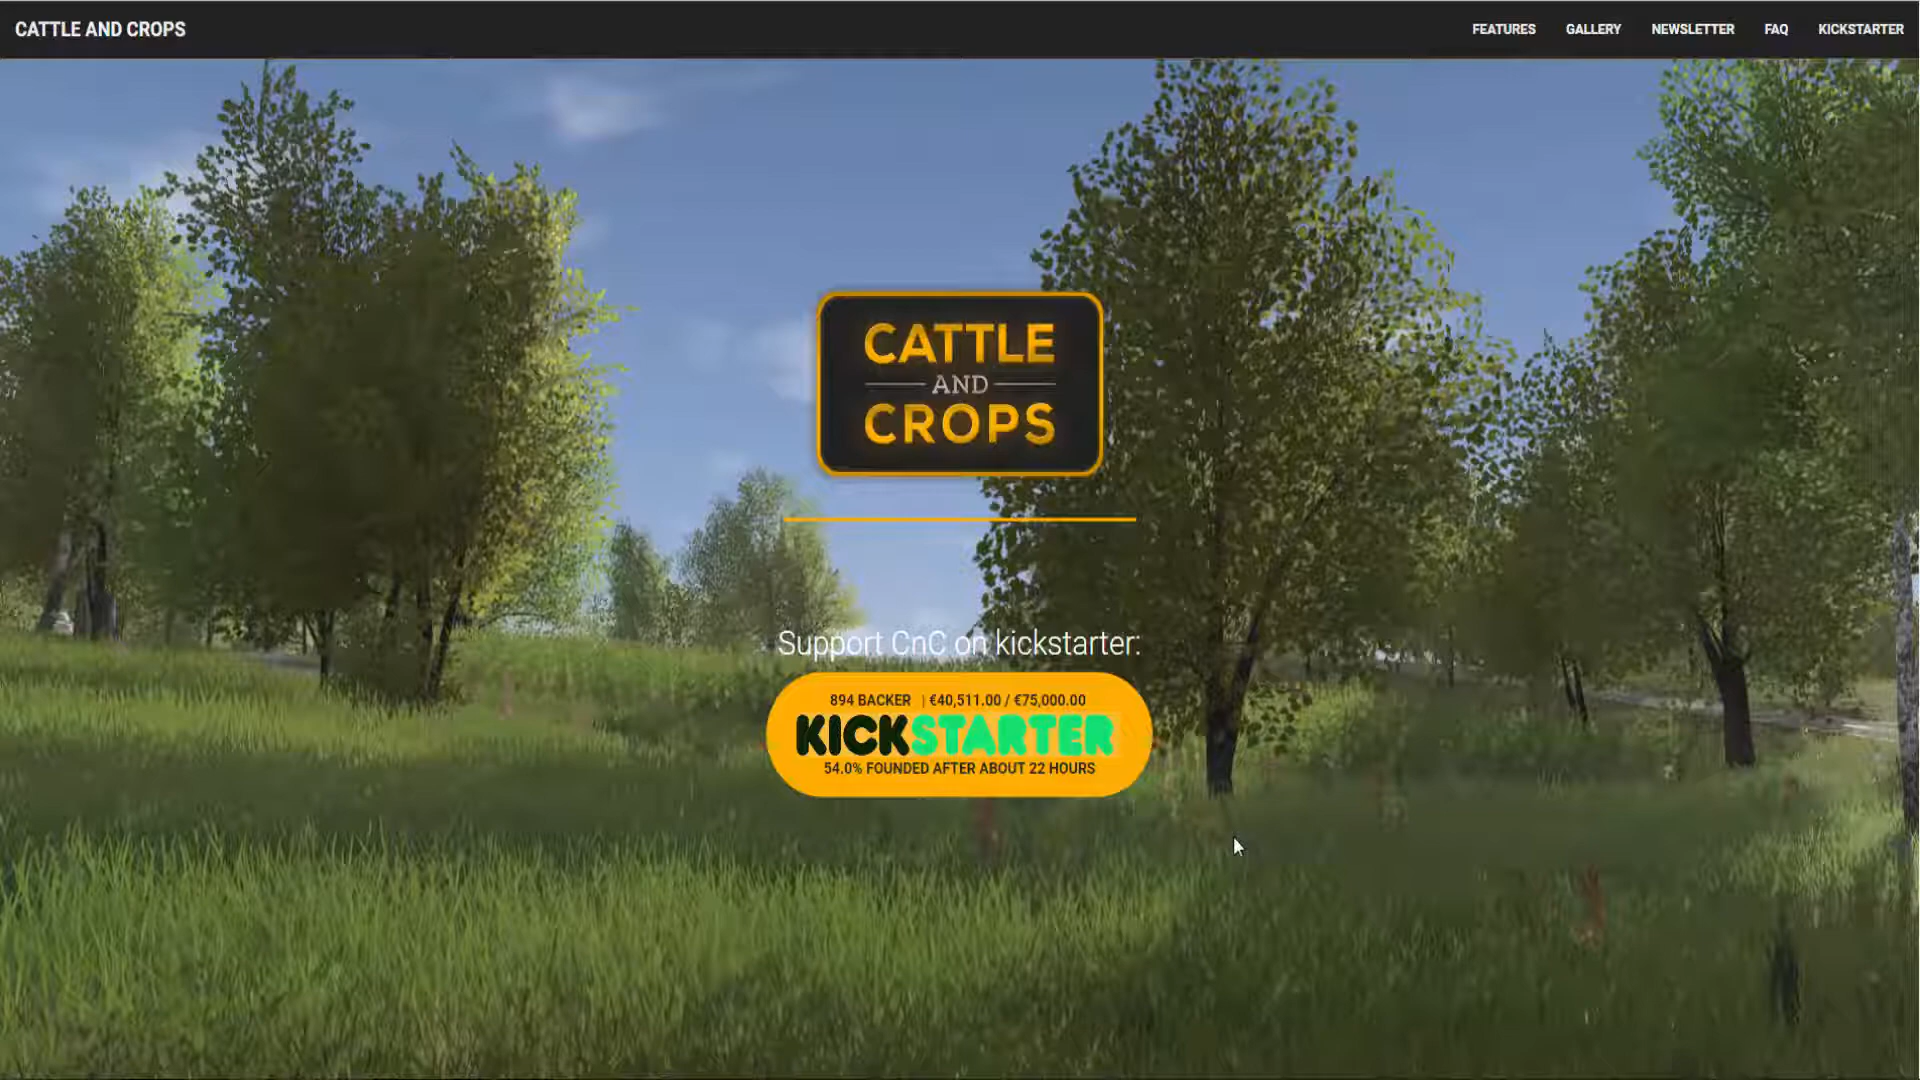 CATTLE AND CROPS
FEATURES GALLERY NEWSLETTER FAQ KICKSTARTER
CATTLE
AND
CROPS
Support CnC on kickstarter:
894 BACKER | €40,511.00 / €75,000.00
KICKSTARTER
54.0% FOUNDED AFTER ABOUT 22 HOURS